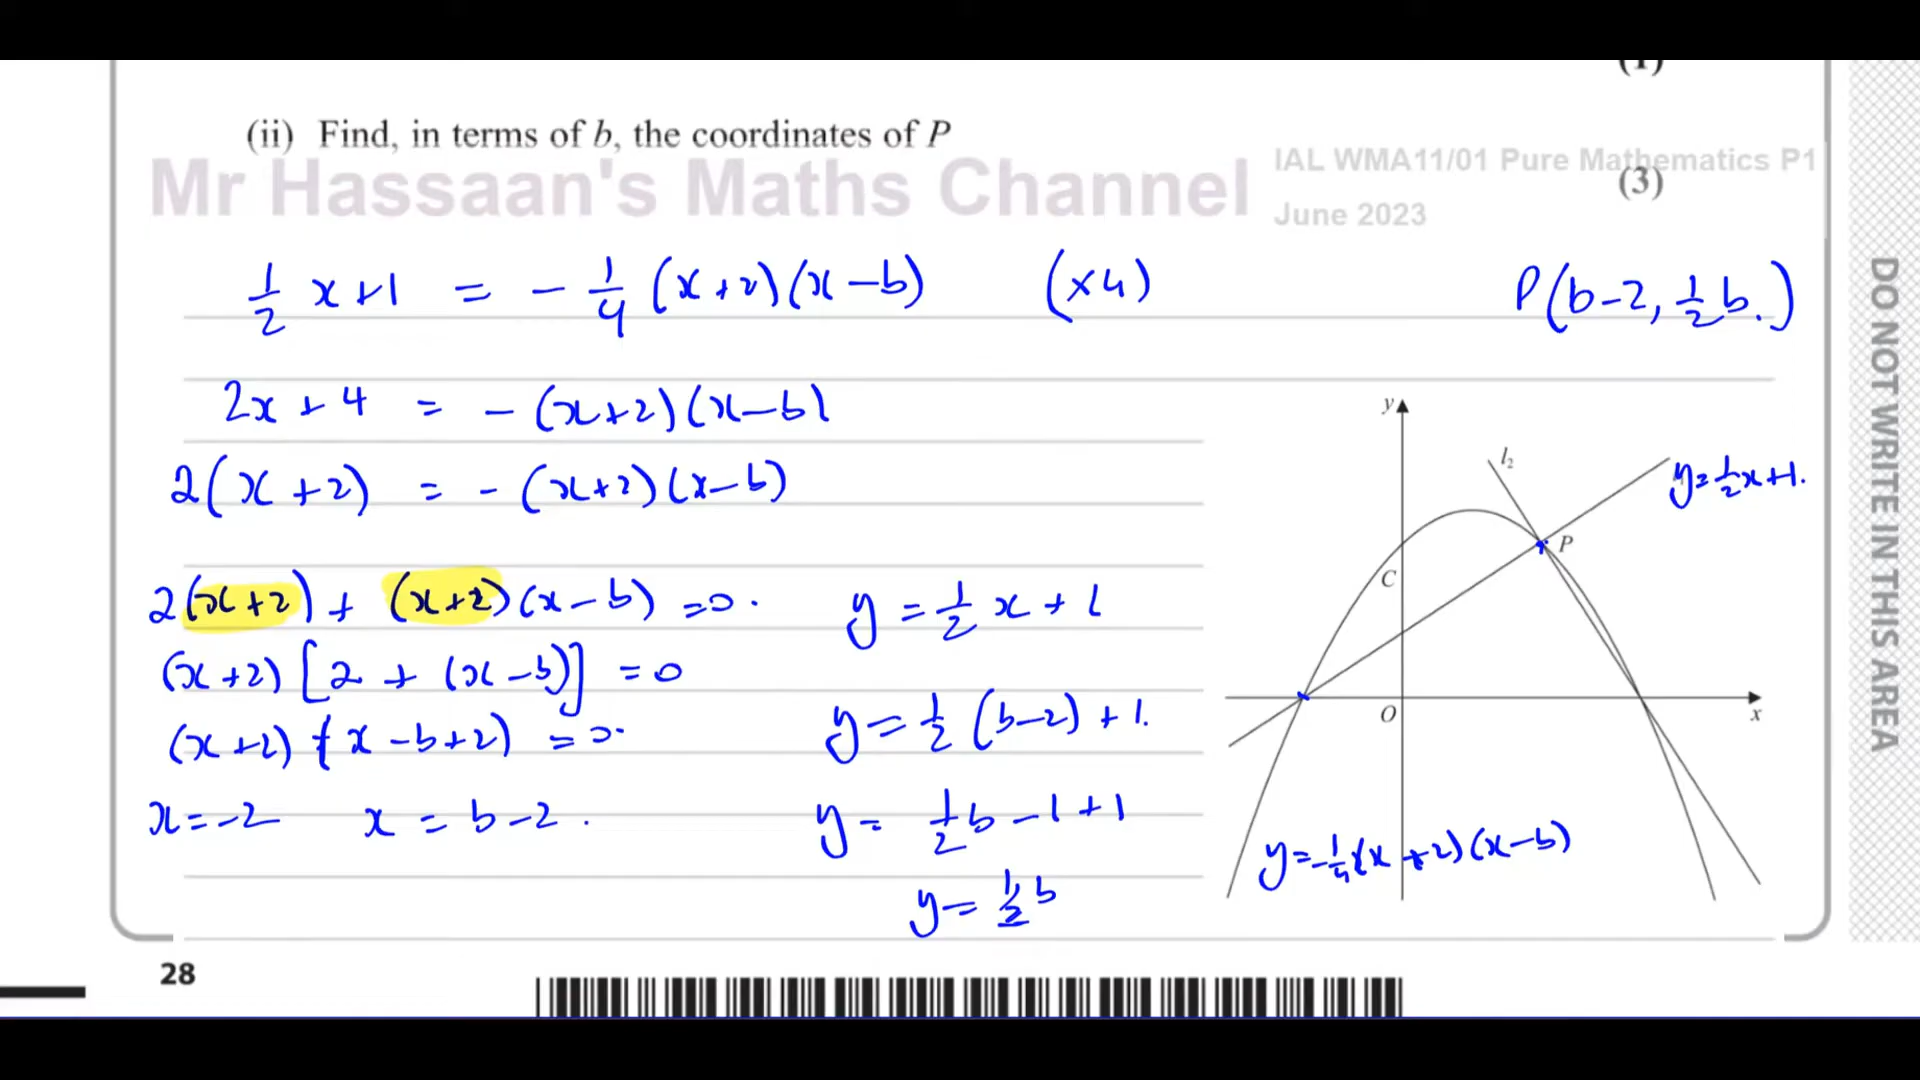 (1)
(ii) Find, in terms of b, the coordinates of P
Mr Hassaan's Maths Channel
IAL WMA11/01 Pure Mathematics P1
(3)
June 2023
½ x + 1 = - ¼ (x+2)(x-b) (×4)
P(b-2, ½ b.)
2x + 4 = - (x+2)(x-b)
2(x+2) = - (x+2)(x-b)
2(x+2) + (x+2)(x-b) = 0.
(x+2)[2 + (x-b)] = 0
(x+2)(x-b+2) = 0.
x = -2 x = b-2.
y = ½ x + 1
y = ½ (b-2) + 1.
y = ½ b - 1 + 1
y = ½ b
y
l₂
y = ½ x + 1.
P
C
O
x
y = -¼ (x+2)(x-b)
DO NOT WRITE IN THIS AREA
28